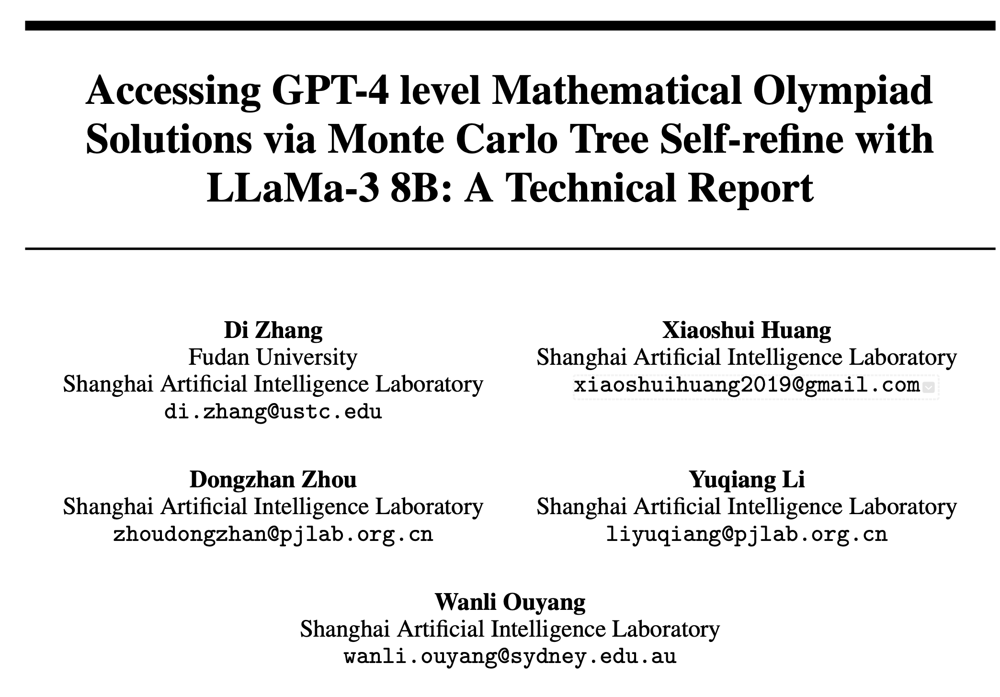 Accessing GPT-4 level Mathematical Olympiad
Solutions via Monte Carlo Tree Self-refine with
LLaMa-3 8B: A Technical Report
Di Zhang
Fudan University
Shanghai Artificial Intelligence Laboratory
di.zhang@ustc.edu
Xiaoshui Huang
Shanghai Artificial Intelligence Laboratory
xiaoshuihuang2019@gmail.com
Dongzhan Zhou
Shanghai Artificial Intelligence Laboratory
zhoudongzhan@pjlab.org.cn
Yuqiang Li
Shanghai Artificial Intelligence Laboratory
liyuqiang@pjlab.org.cn
Wanli Ouyang
Shanghai Artificial Intelligence Laboratory
wanli.ouyang@sydney.edu.au